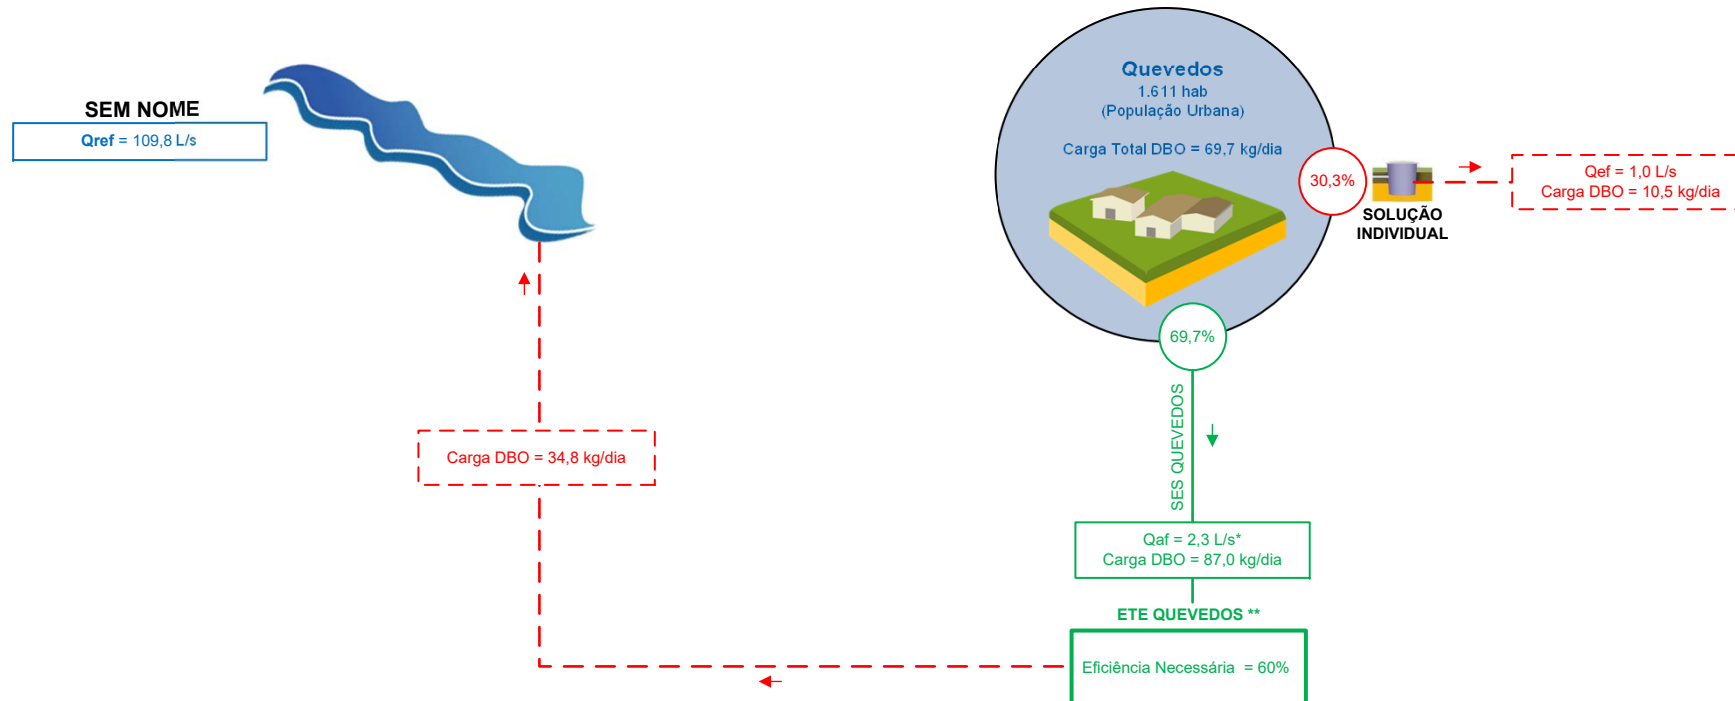 SEM NOME
Qref = 109,8 L/s
Quevedos
1.611 hab
(População Urbana)
Carga Total DBO = 69,7 kg/dia
30,3%
SOLUÇÃO
INDIVIDUAL
Qef = 1,0 L/s
Carga DBO = 10,5 kg/dia
69,7%
SES QUEVEDOS
Carga DBO = 34,8 kg/dia
Qaf = 2,3 L/s*
Carga DBO = 87,0 kg/dia
ETE QUEVEDOS **
Eficiência Necessária = 60%